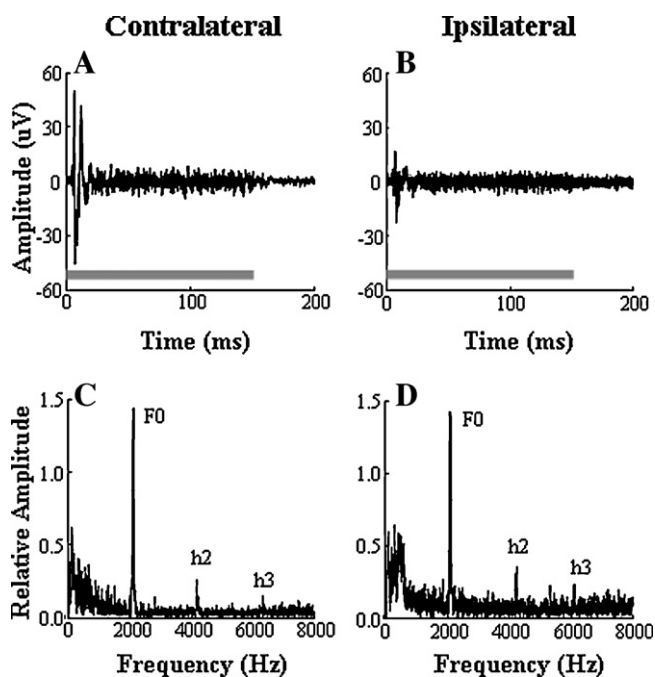 Contralateral
Ipsilateral
A
B
Amplitude (uV)
60
30
0
-30
-60
0
100
200
Time (ms)
60
30
0
-30
-60
0
100
200
Time (ms)
C
D
Relative Amplitude
1.5
1.0
0.5
0.0
F0
h2
h3
0
2000
4000
6000
8000
Frequency (Hz)
1.5
1.0
0.5
0.0
F0
h2
h3
0
2000
4000
6000
8000
Frequency (Hz)